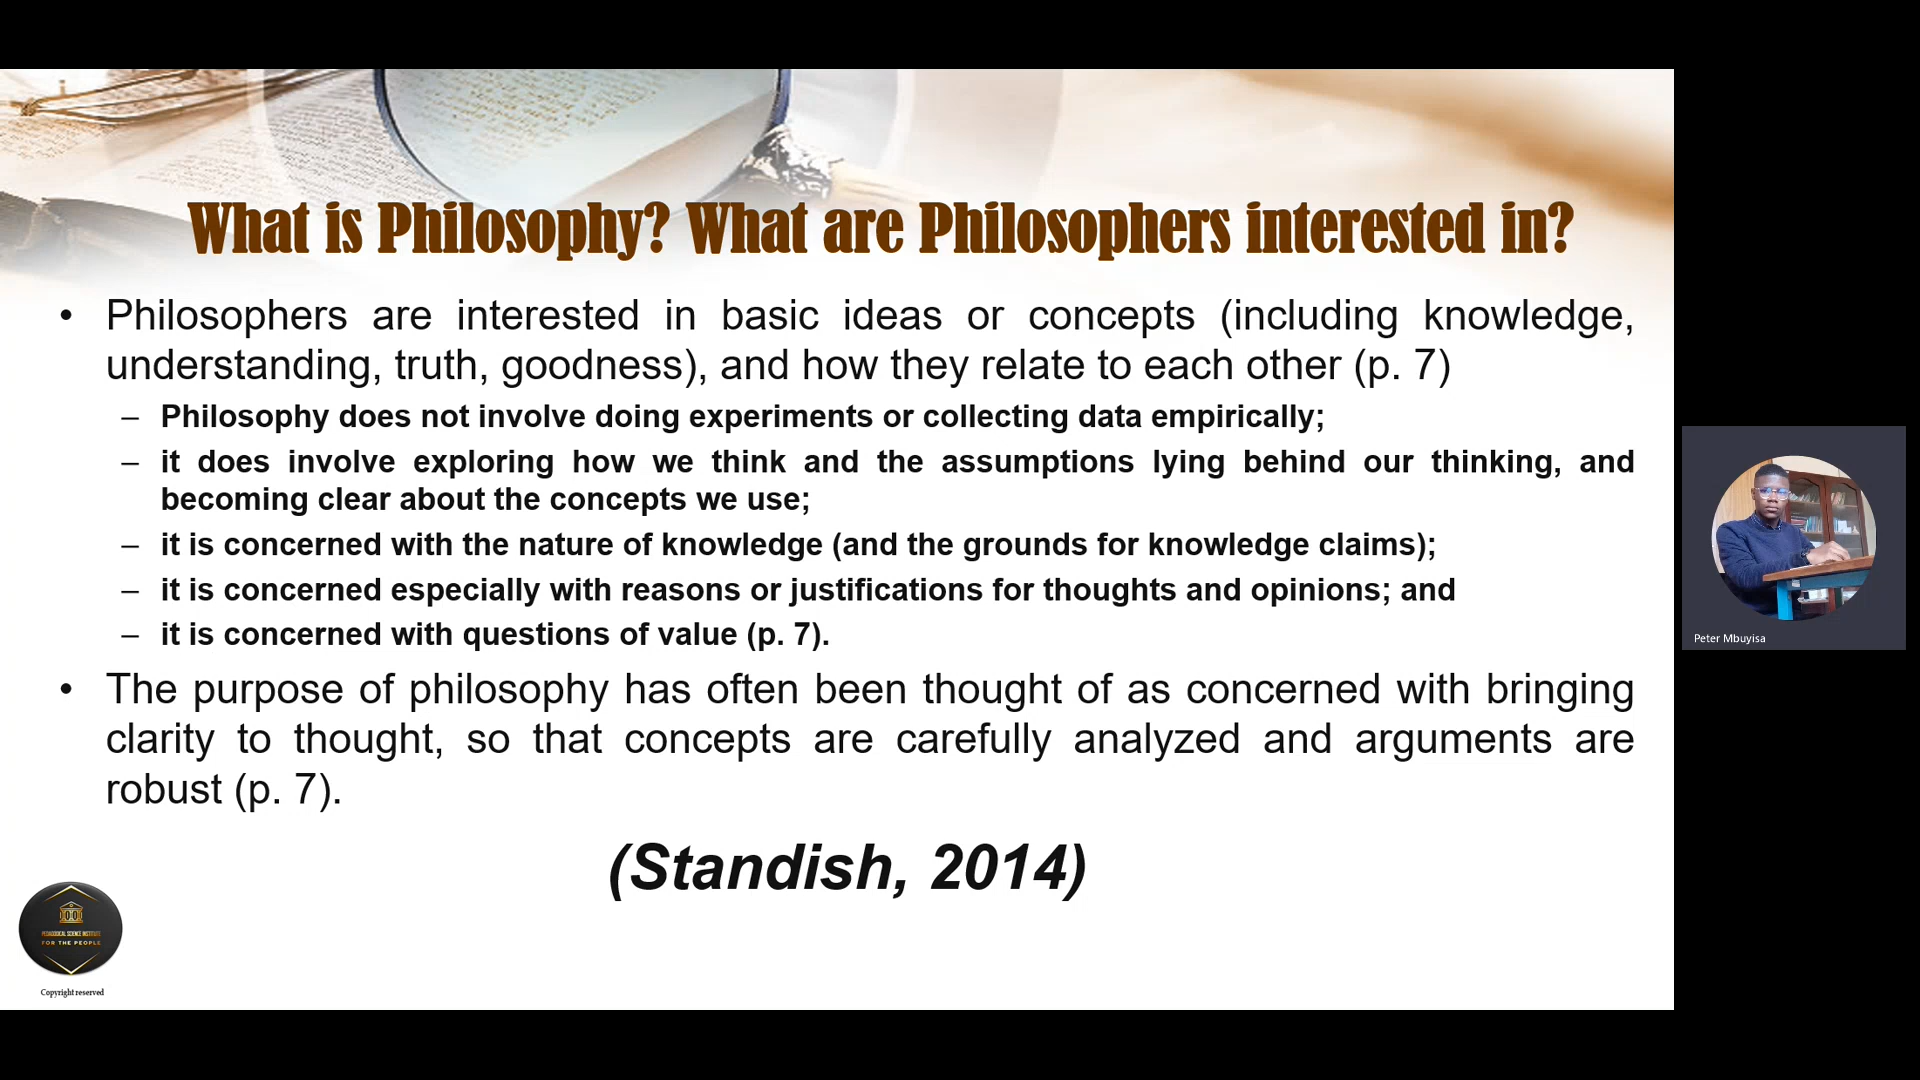 What is Philosophy? What are Philosophers interested in?
• Philosophers are interested in basic ideas or concepts (including knowledge,
understanding, truth, goodness), and how they relate to each other (p. 7)
– Philosophy does not involve doing experiments or collecting data empirically;
– it does involve exploring how we think and the assumptions lying behind our thinking, and
becoming clear about the concepts we use;
– it is concerned with the nature of knowledge (and the grounds for knowledge claims);
– it is concerned especially with reasons or justifications for thoughts and opinions; and
– it is concerned with questions of value (p. 7).
• The purpose of philosophy has often been thought of as concerned with bringing
clarity to thought, so that concepts are carefully analyzed and arguments are
robust (p. 7).
(Standish, 2014)
PEDAGOGICAL SCIENCE INSTITUTE
FOR THE PEOPLE
Copyright reserved
Peter Mbuyisa